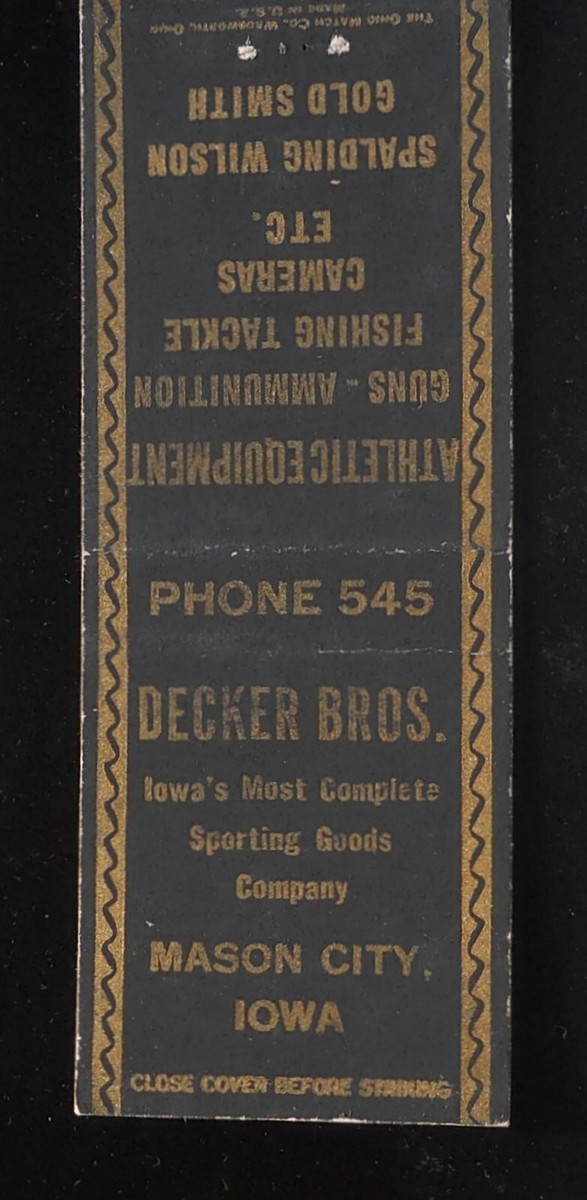 ATHLETIC EQUIPMENT
GUNS - AMMUNITION
FISHING TACKLE
CAMERAS
ETC.
SPALDING WILSON
GOLD SMITH
THE OHIO MATCH CO., WADSWORTH, OHIO
MADE IN U.S.A.
PHONE 545
DECKER BROS.
Iowa's Most Complete
Sporting Goods
Company
MASON CITY,
IOWA
CLOSE COVER BEFORE STRIKING